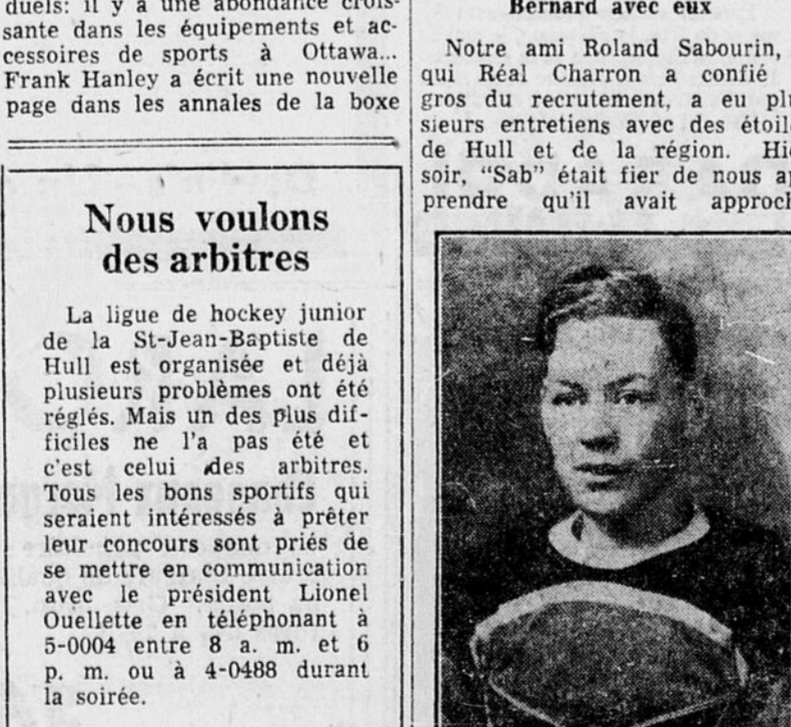 duels: il y a une abondance crois-
sante dans les équipements et ac-
cessoires de sports à Ottawa...
Frank Hanley a écrit une nouvelle
page dans les annales de la boxe
Nous voulons
des arbitres
La ligue de hockey junior
de la St-Jean-Baptiste de
Hull est organisée et déjà
plusieurs problèmes ont été
réglés. Mais un des plus dif-
ficiles ne l'a pas été et
c'est celui des arbitres.
Tous les bons sportifs qui
seraient intéressés à prêter
leur concours sont priés de
se mettre en communication
avec le président Lionel
Ouellette en téléphonant à
5-0004 entre 8 a. m. et 6
p. m. ou à 4-0488 durant
la soirée.
Bernard avec eux
Notre ami Roland Sabourin,
qui Réal Charron a confié
gros du recrutement, a eu plu
sieurs entretiens avec des étoile
de Hull et de la région. Hie
soir, "Sab" était fier de nous ap
prendre qu'il avait approch